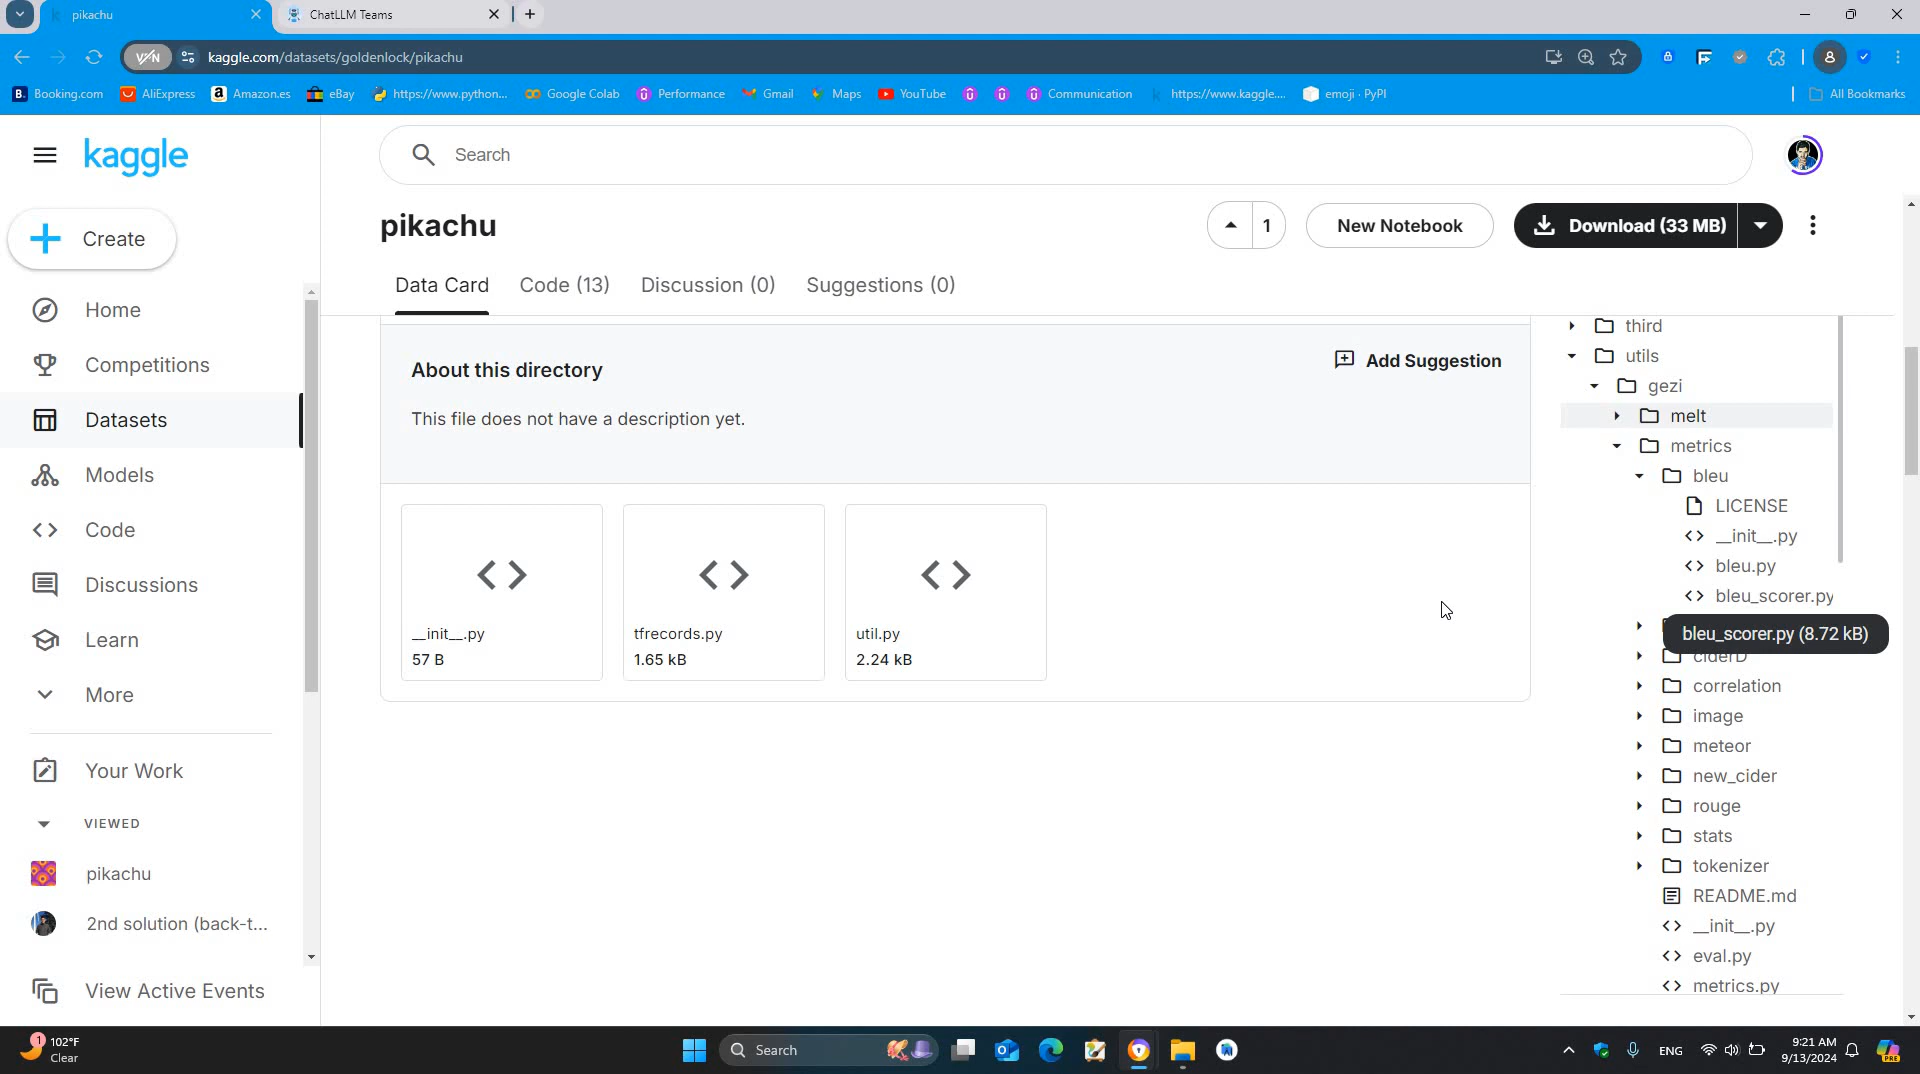 pikachu
ChatLLM Teams
VPN
kaggle.com/datasets/goldenlock/pikachu
Booking.com
AliExpress
Amazon.es
eBay
https://www.python...
Google Colab
Performance
Gmail
Maps
YouTube
Communication
https://www.kaggle....
emoji · PyPI
All Bookmarks
kaggle
Search
Create
Home
Competitions
Datasets
Models
Code
Discussions
Learn
More
Your Work
VIEWED
pikachu
2nd solution (back-t...
View Active Events
pikachu
1
New Notebook
Download (33 MB)
Data Card
Code (13)
Discussion (0)
Suggestions (0)
About this directory
Add Suggestion
This file does not have a description yet.
__init__.py
57 B
tfrecords.py
1.65 kB
util.py
2.24 kB
third
utils
gezi
melt
metrics
bleu
LICENSE
__init__.py
bleu.py
bleu_scorer.py
bleu_scorer.py (8.72 kB)
ciderD
correlation
image
meteor
new_cider
rouge
stats
tokenizer
README.md
__init__.py
eval.py
metrics.py
1
102°F
Clear
Search
ENG
9:21 AM
9/13/2024
PRE